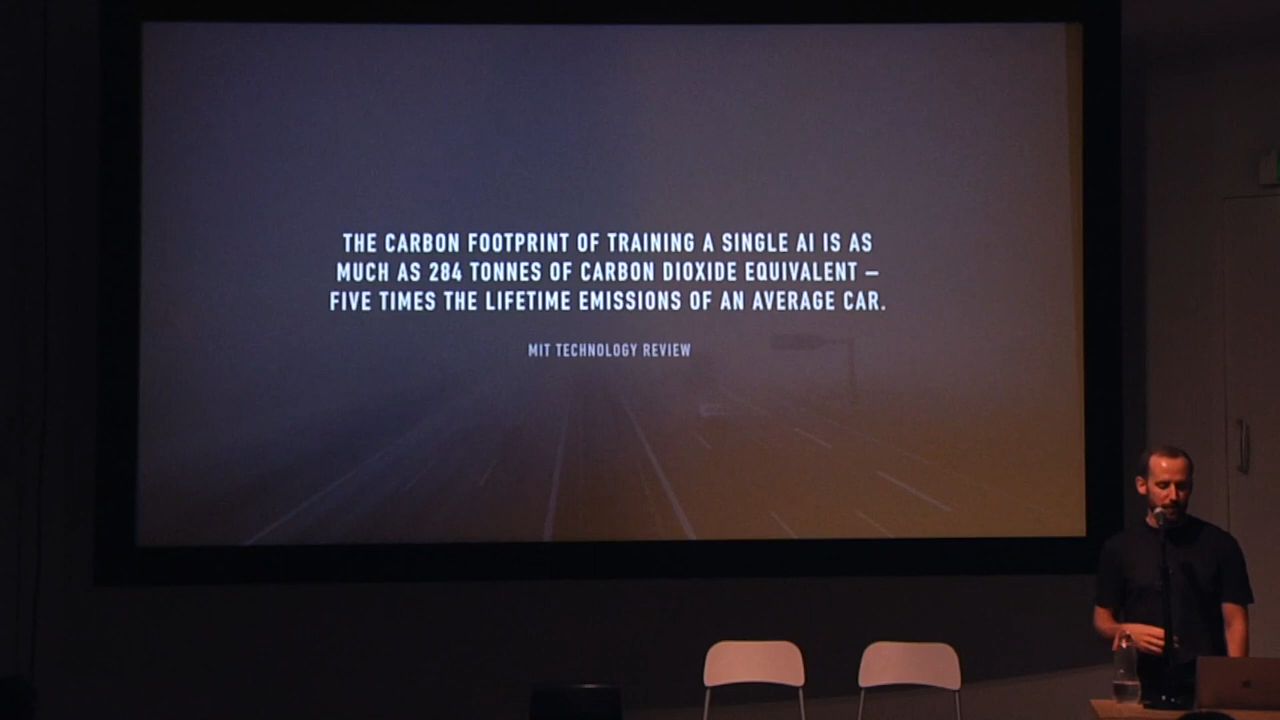 THE CARBON FOOTPRINT OF TRAINING A SINGLE AI IS AS
MUCH AS 284 TONNES OF CARBON DIOXIDE EQUIVALENT –
FIVE TIMES THE LIFETIME EMISSIONS OF AN AVERAGE CAR.
MIT TECHNOLOGY REVIEW